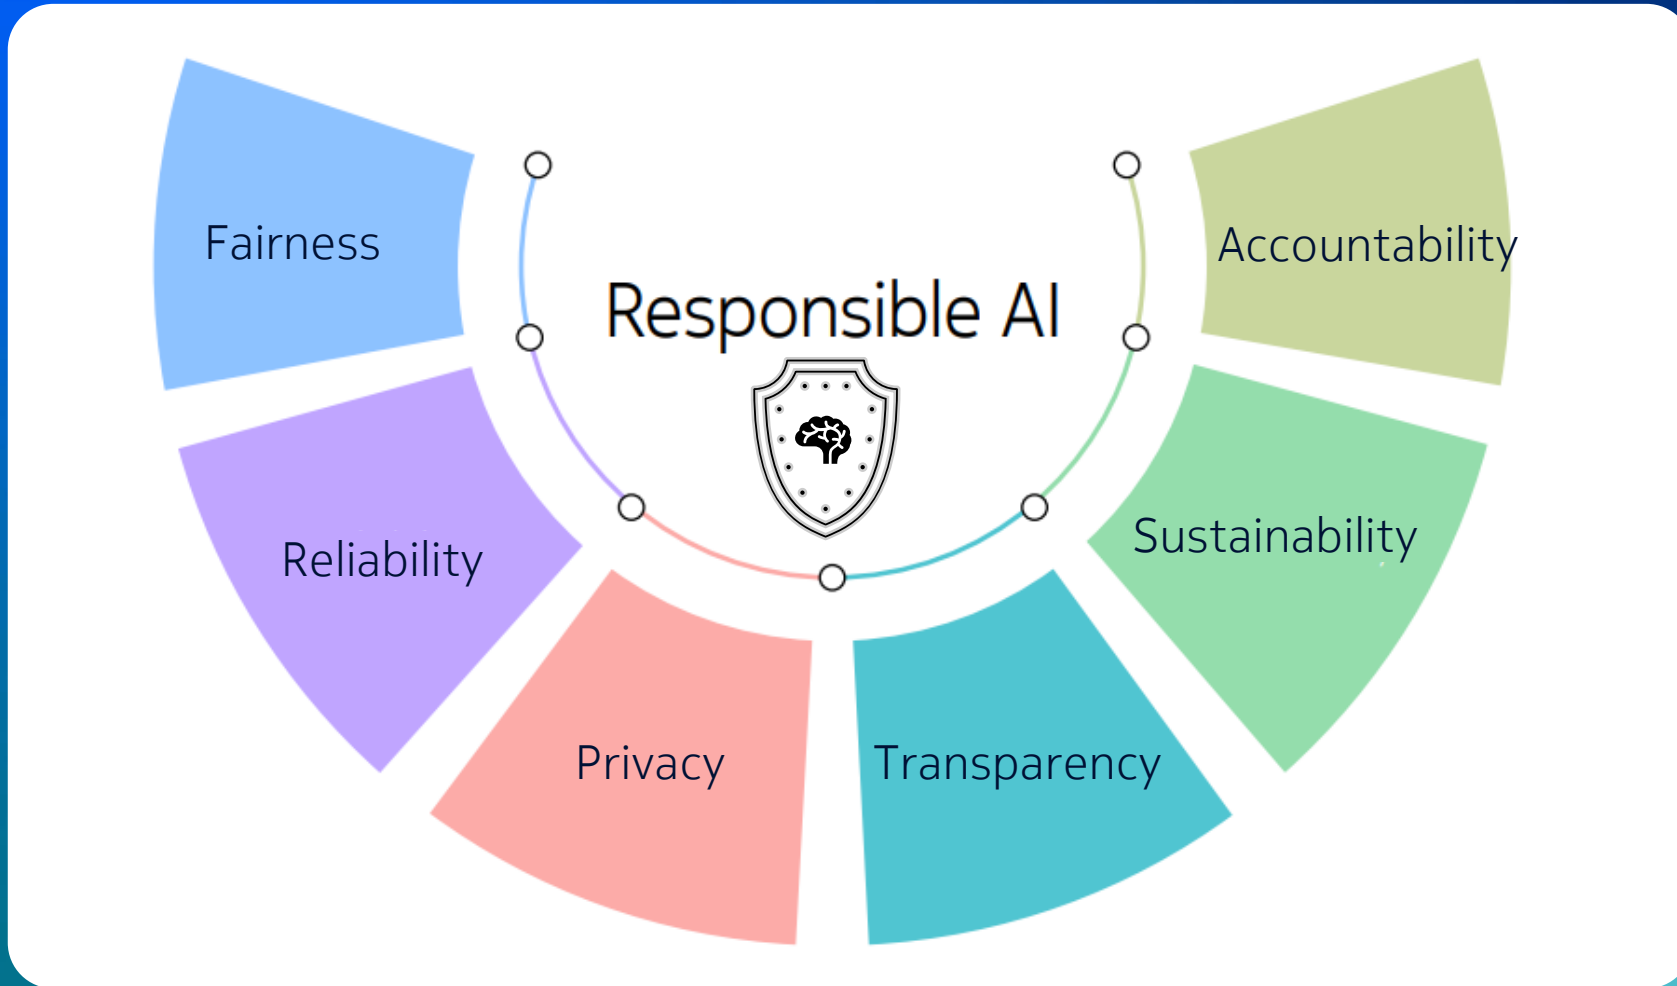 Responsible AI
Fairness
Reliability
Privacy
Transparency
Sustainability
Accountability